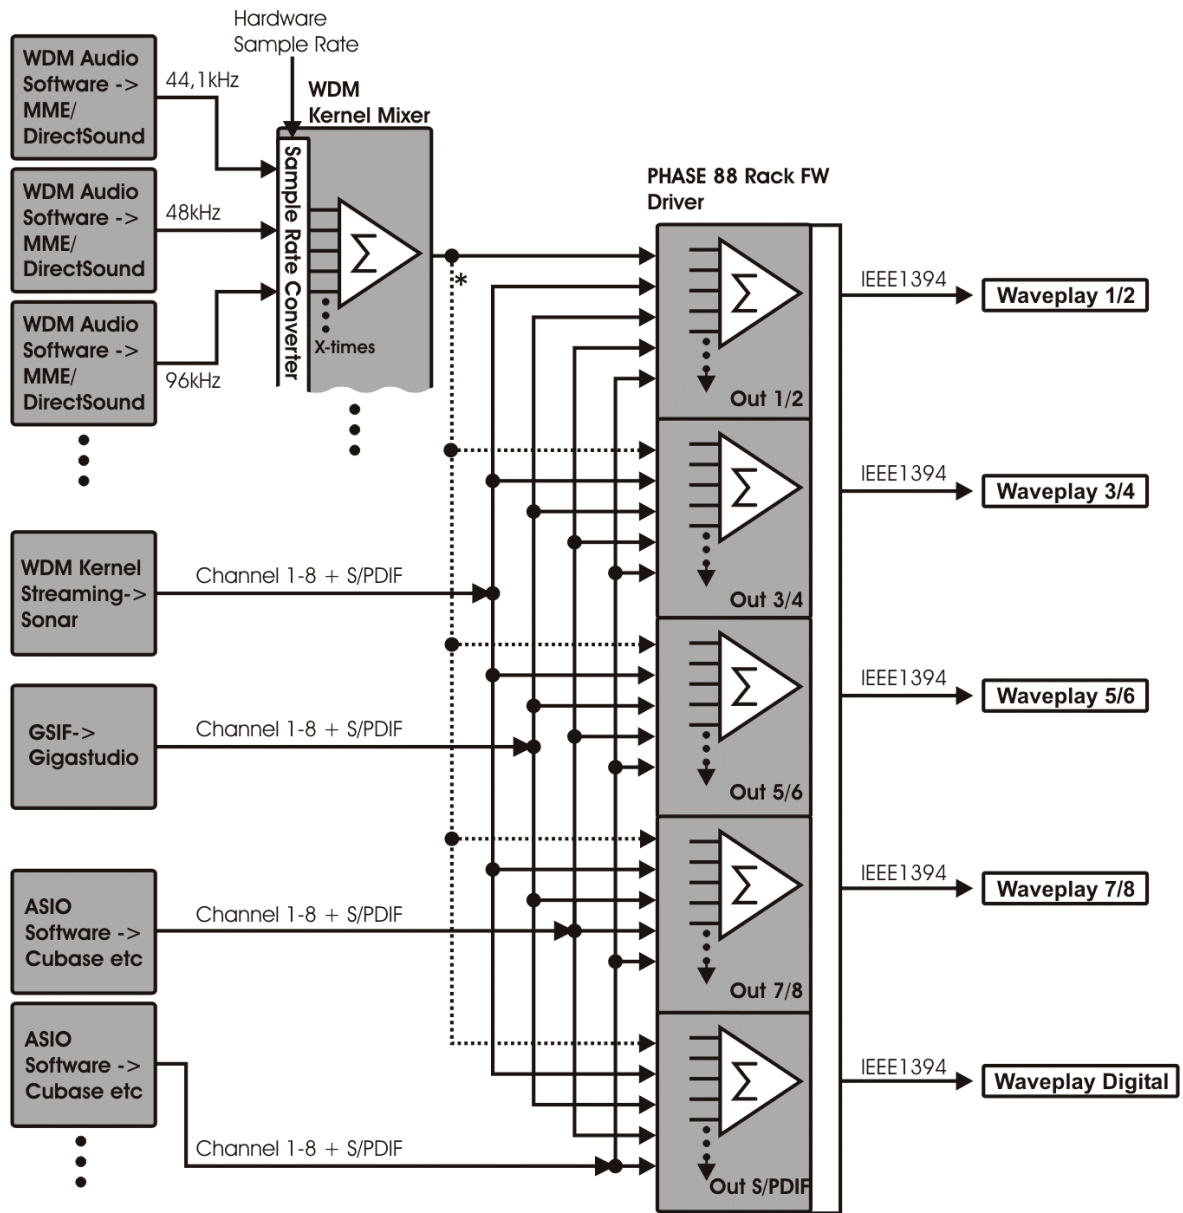 Hardware
Sample Rate
WDM Audio
Software ->
MME/
DirectSound
44,1kHz
WDM
Kernel Mixer
WDM Audio
Software ->
MME/
DirectSound
48kHz
WDM Audio
Software ->
MME/
DirectSound
96kHz
Sample Rate Converter
Σ
X-times
*
PHASE 88 Rack FW
Driver
Σ
Out 1/2
IEEE1394
Waveplay 1/2
Σ
Out 3/4
IEEE1394
Waveplay 3/4
WDM Kernel
Streaming->
Sonar
Channel 1-8 + S/PDIF
Σ
Out 5/6
IEEE1394
Waveplay 5/6
GSIF->
Gigastudio
Channel 1-8 + S/PDIF
Σ
Out 7/8
IEEE1394
Waveplay 7/8
ASIO
Software ->
Cubase etc
Channel 1-8 + S/PDIF
ASIO
Software ->
Cubase etc
Channel 1-8 + S/PDIF
Σ
Out S/PDIF
IEEE1394
Waveplay Digital